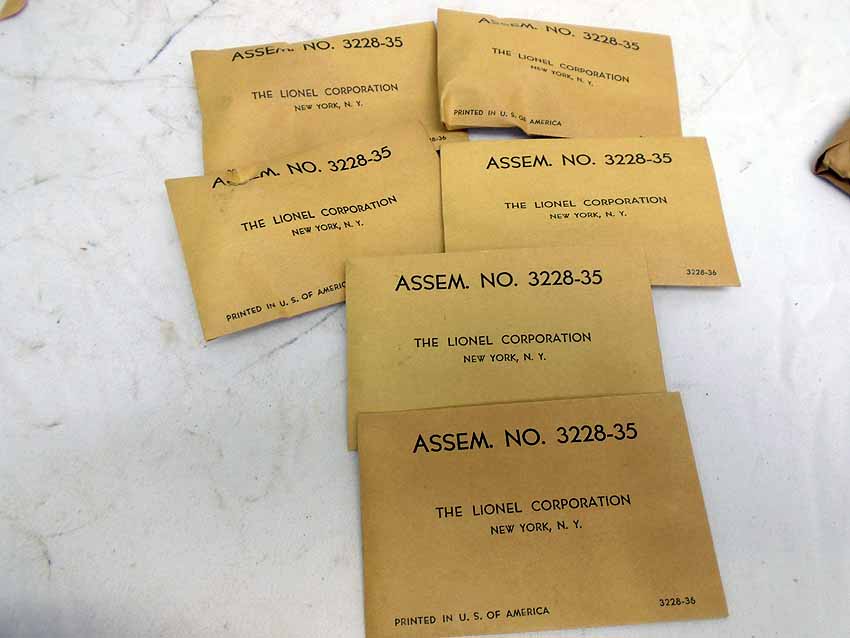 ASSEM. NO. 3228-35
THE LIONEL CORPORATION
NEW YORK, N. Y.
-36
ASSEM. NO. 3228-35
THE LIONEL CORPORATION
NEW YORK, N. Y.
PRINTED IN U. S. OF AMERICA
ASSEM. NO. 3228-35
THE LIONEL CORPORATION
NEW YORK, N. Y.
PRINTED IN U. S. OF AMERIC
ASSEM. NO. 3228-35
THE LIONEL CORPORATION
NEW YORK, N. Y.
3228-36
ASSEM. NO. 3228-35
THE LIONEL CORPORATION
NEW YORK, N. Y.
ASSEM. NO. 3228-35
THE LIONEL CORPORATION
NEW YORK, N. Y.
PRINTED IN U. S. OF AMERICA
3228-36